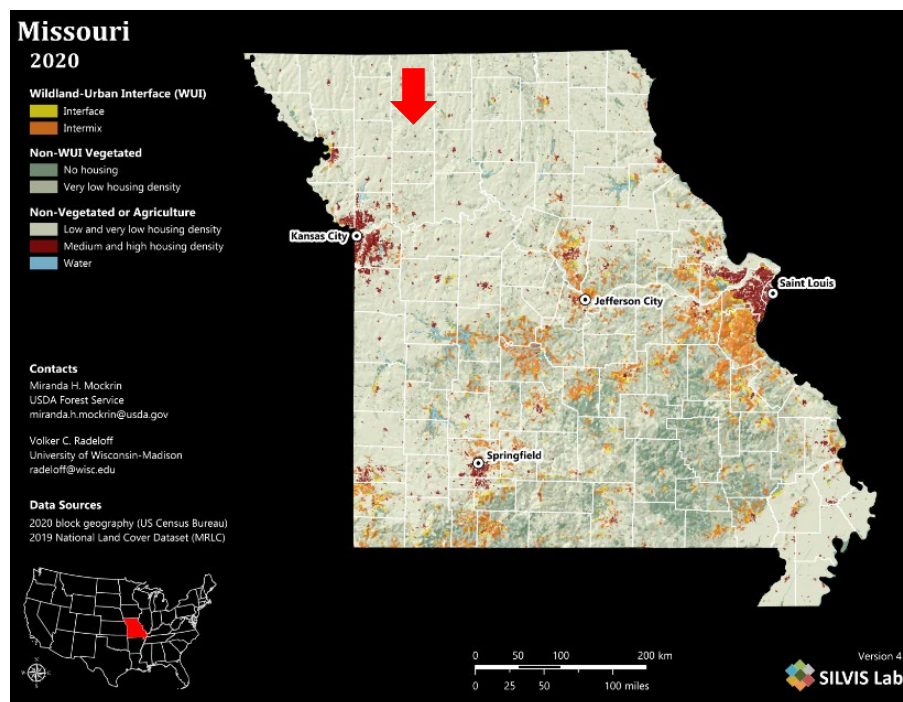 Missouri
2020
Wildland-Urban Interface (WUI)
Interface
Intermix
Non-WUI Vegetated
No housing
Very low housing density
Non-Vegetated or Agriculture
Low and very low housing density
Medium and high housing density
Water
Kansas City
Saint Louis
Jefferson City
Springfield
Contacts
Miranda H. Mockrin
USDA Forest Service
miranda.h.mockrin@usda.gov
Volker C. Radeloff
University of Wisconsin-Madison
radeloff@wisc.edu
Data Sources
2020 block geography (US Census Bureau)
2019 National Land Cover Dataset (MRLC)
0 50 100 200 km
0 25 50 100 miles
Version 4
SILVIS Lab